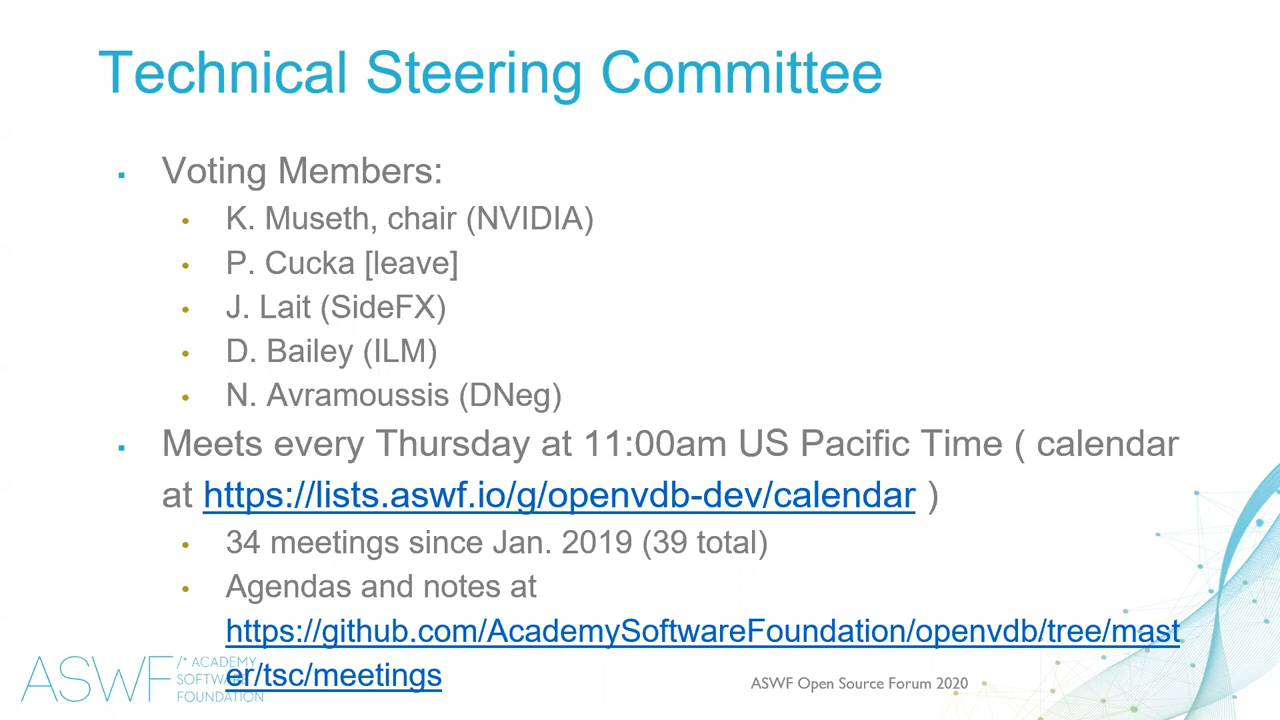 Technical Steering Committee
Voting Members:
K. Museth, chair (NVIDIA)
P. Cucka [leave]
J. Lait (SideFX)
D. Bailey (ILM)
N. Avramoussis (DNeg)
Meets every Thursday at 11:00am US Pacific Time ( calendar
at https://lists.aswf.io/g/openvdb-dev/calendar )
34 meetings since Jan. 2019 (39 total)
Agendas and notes at
https://github.com/AcademySoftwareFoundation/openvdb/tree/mast
er/tsc/meetings
ASWF /* ACADEMY
SOFTWARE
FOUNDATION
ASWF Open Source Forum 2020